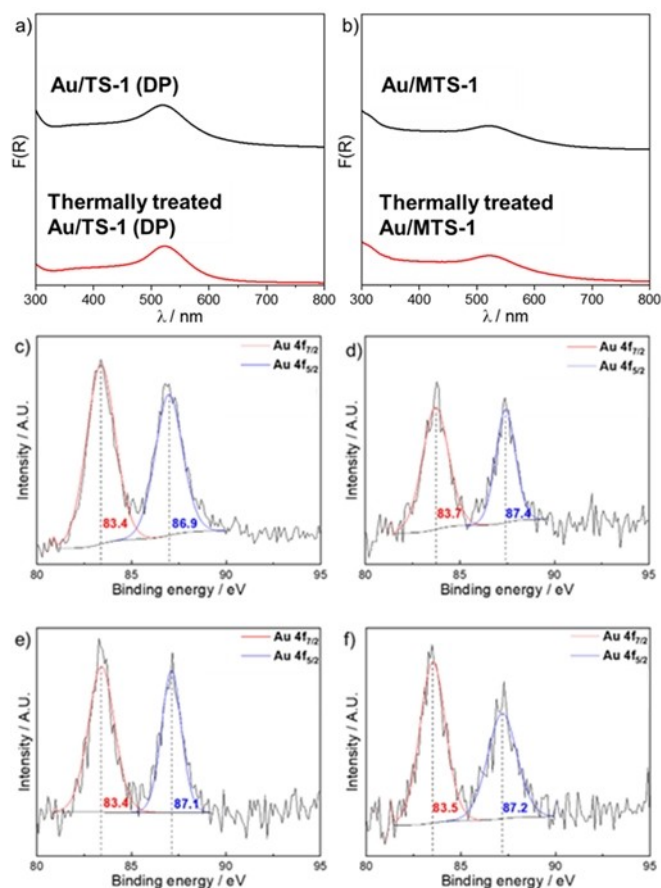 a)
F(R)
Au/TS-1 (DP)
Thermally treated
Au/TS-1 (DP)
300 400 500 600 700 800
λ / nm
b)
F(R)
Au/MTS-1
Thermally treated
Au/MTS-1
300 400 500 600 700 800
λ / nm
c)
Au 4f7/2
Au 4f5/2
Intensity / A.U.
83.4
86.9
80 85 90 95
Binding energy / eV
d)
Au 4f7/2
Au 4f5/2
Intensity / A.U.
83.7
87.4
80 85 90 95
Binding energy / eV
e)
Au 4f7/2
Au 4f5/2
Intensity / A.U.
83.4
87.1
80 85 90 95
Binding energy / eV
f)
Au 4f7/2
Au 4f5/2
Intensity / A.U.
83.5
87.2
80 85 90 95
Binding energy / eV